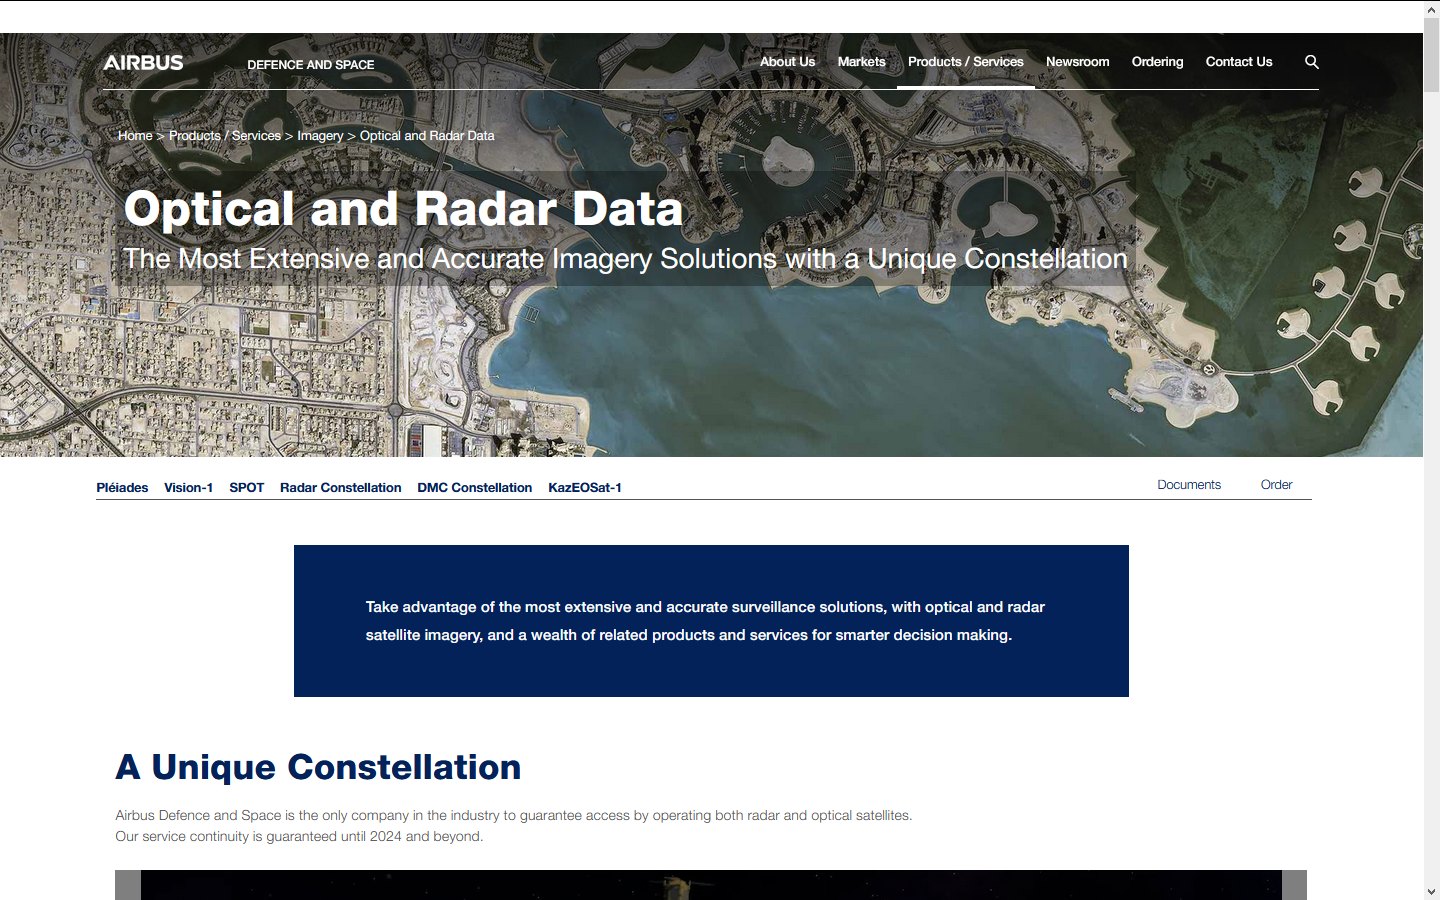 AIRBUS
DEFENCE AND SPACE
About Us
Markets
Products / Services
Newsroom
Ordering
Contact Us
Home > Products / Services > Imagery > Optical and Radar Data
Optical and Radar Data
The Most Extensive and Accurate Imagery Solutions with a Unique Constellation
Pléiades
Vision-1
SPOT
Radar Constellation
DMC Constellation
KazEOSat-1
Documents
Order
Take advantage of the most extensive and accurate surveillance solutions, with optical and radar
satellite imagery, and a wealth of related products and services for smarter decision making.
A Unique Constellation
Airbus Defence and Space is the only company in the industry to guarantee access by operating both radar and optical satellites.
Our service continuity is guaranteed until 2024 and beyond.